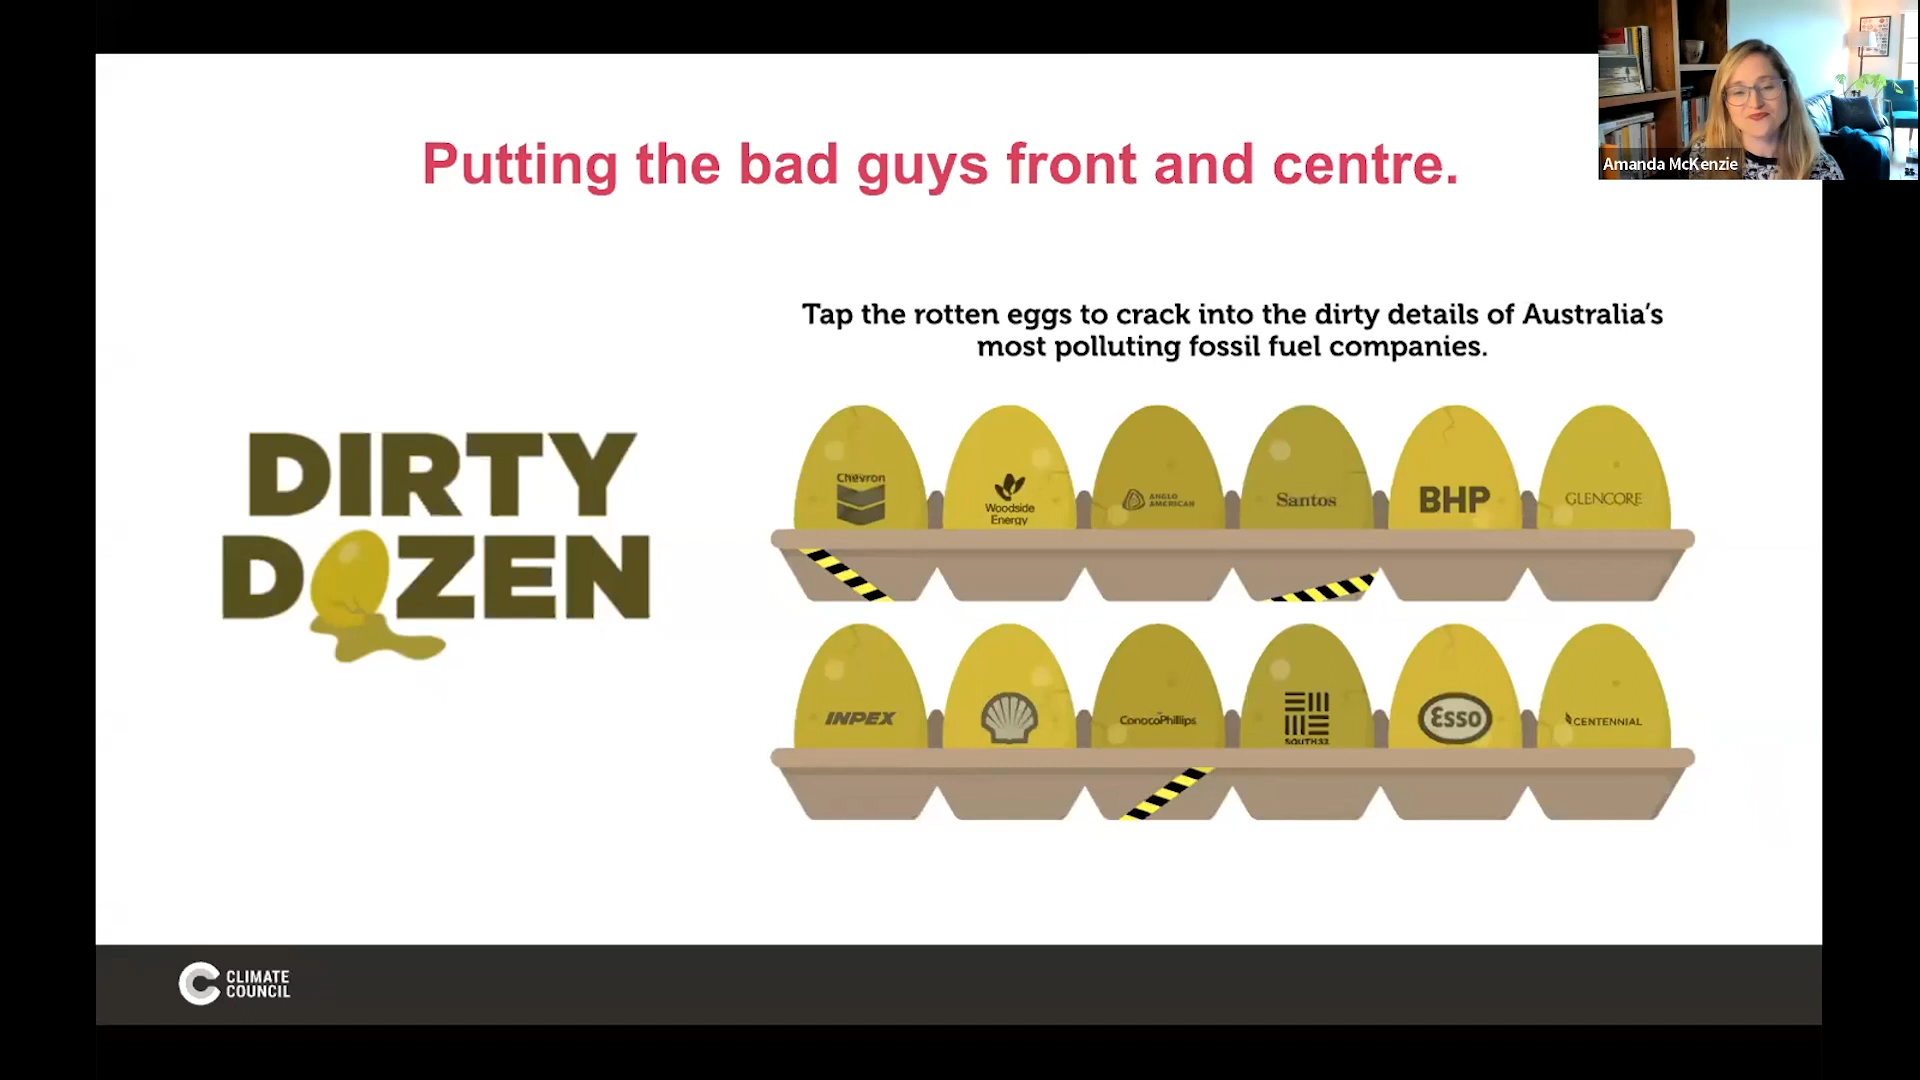 Putting the bad guys front and centre.
Amanda McKenzie
Tap the rotten eggs to crack into the dirty details of Australia's
most polluting fossil fuel companies.
DIRTY
DOZEN
Chevron
Woodside
Energy
ANGLO
AMERICAN
Santos
BHP
GLENCORE
INPEX
ConocoPhillips
SOUTH32
Esso
CENTENNIAL
CLIMATE
COUNCIL